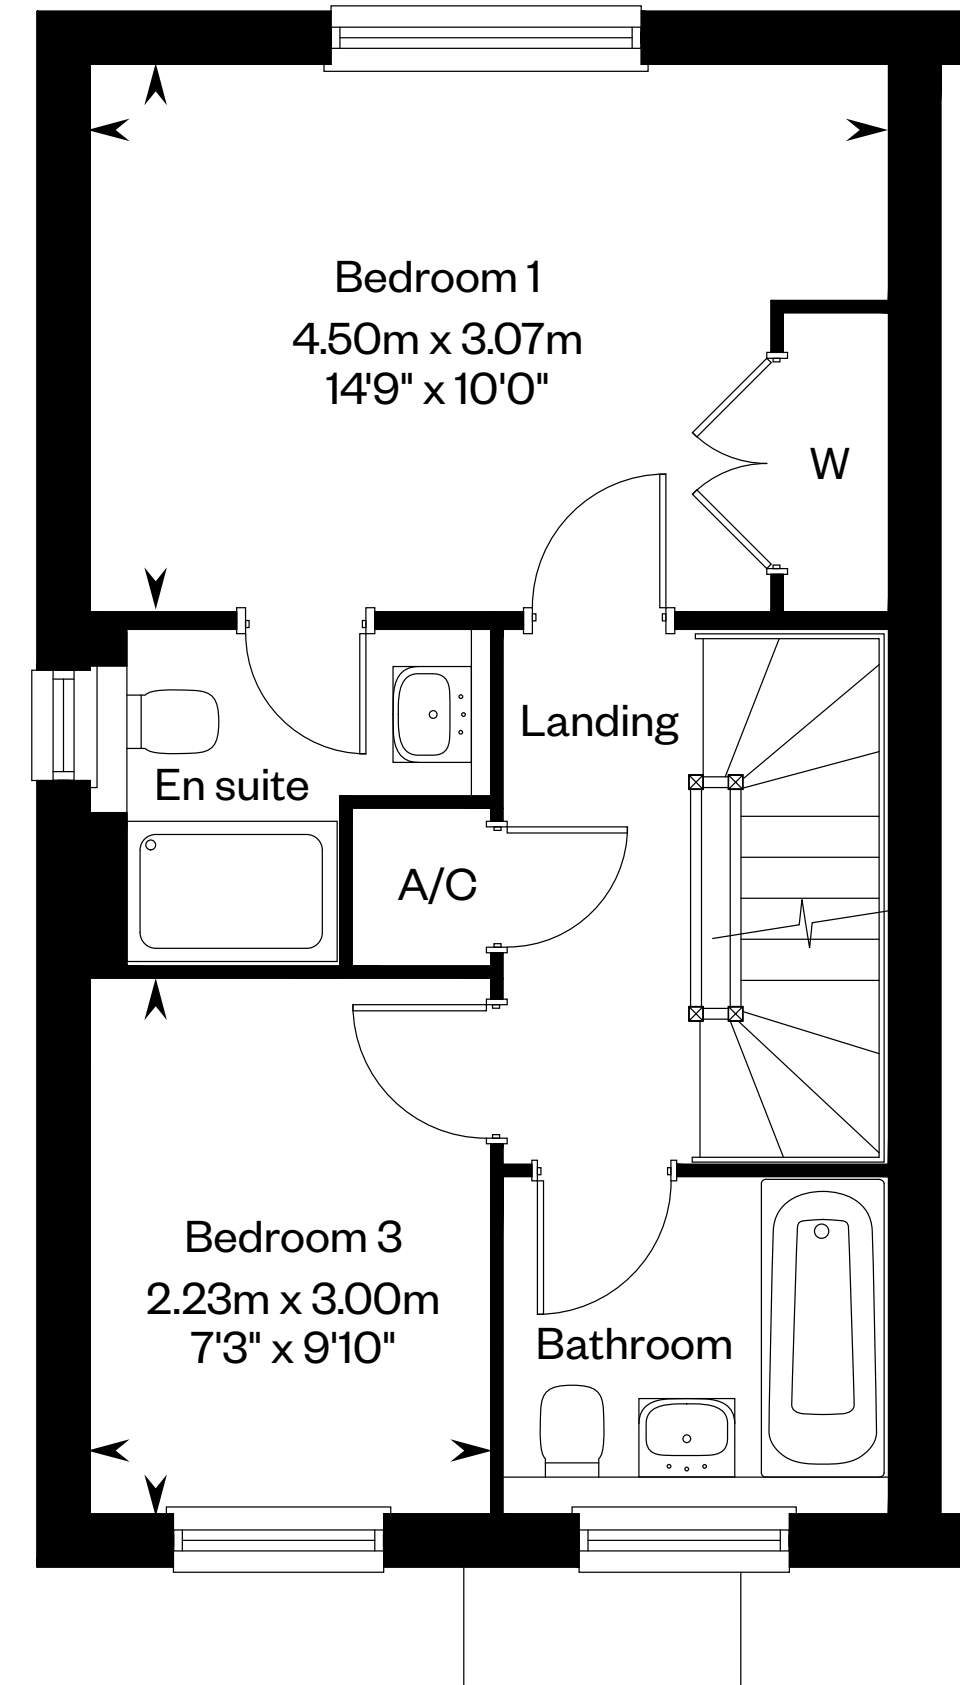 Bedroom 1
4.50m x 3.07m
14'9" x 10'0"
W
Landing
En suite
A/C
Bedroom 3
2.23m x 3.00m
7'3" x 9'10"
Bathroom